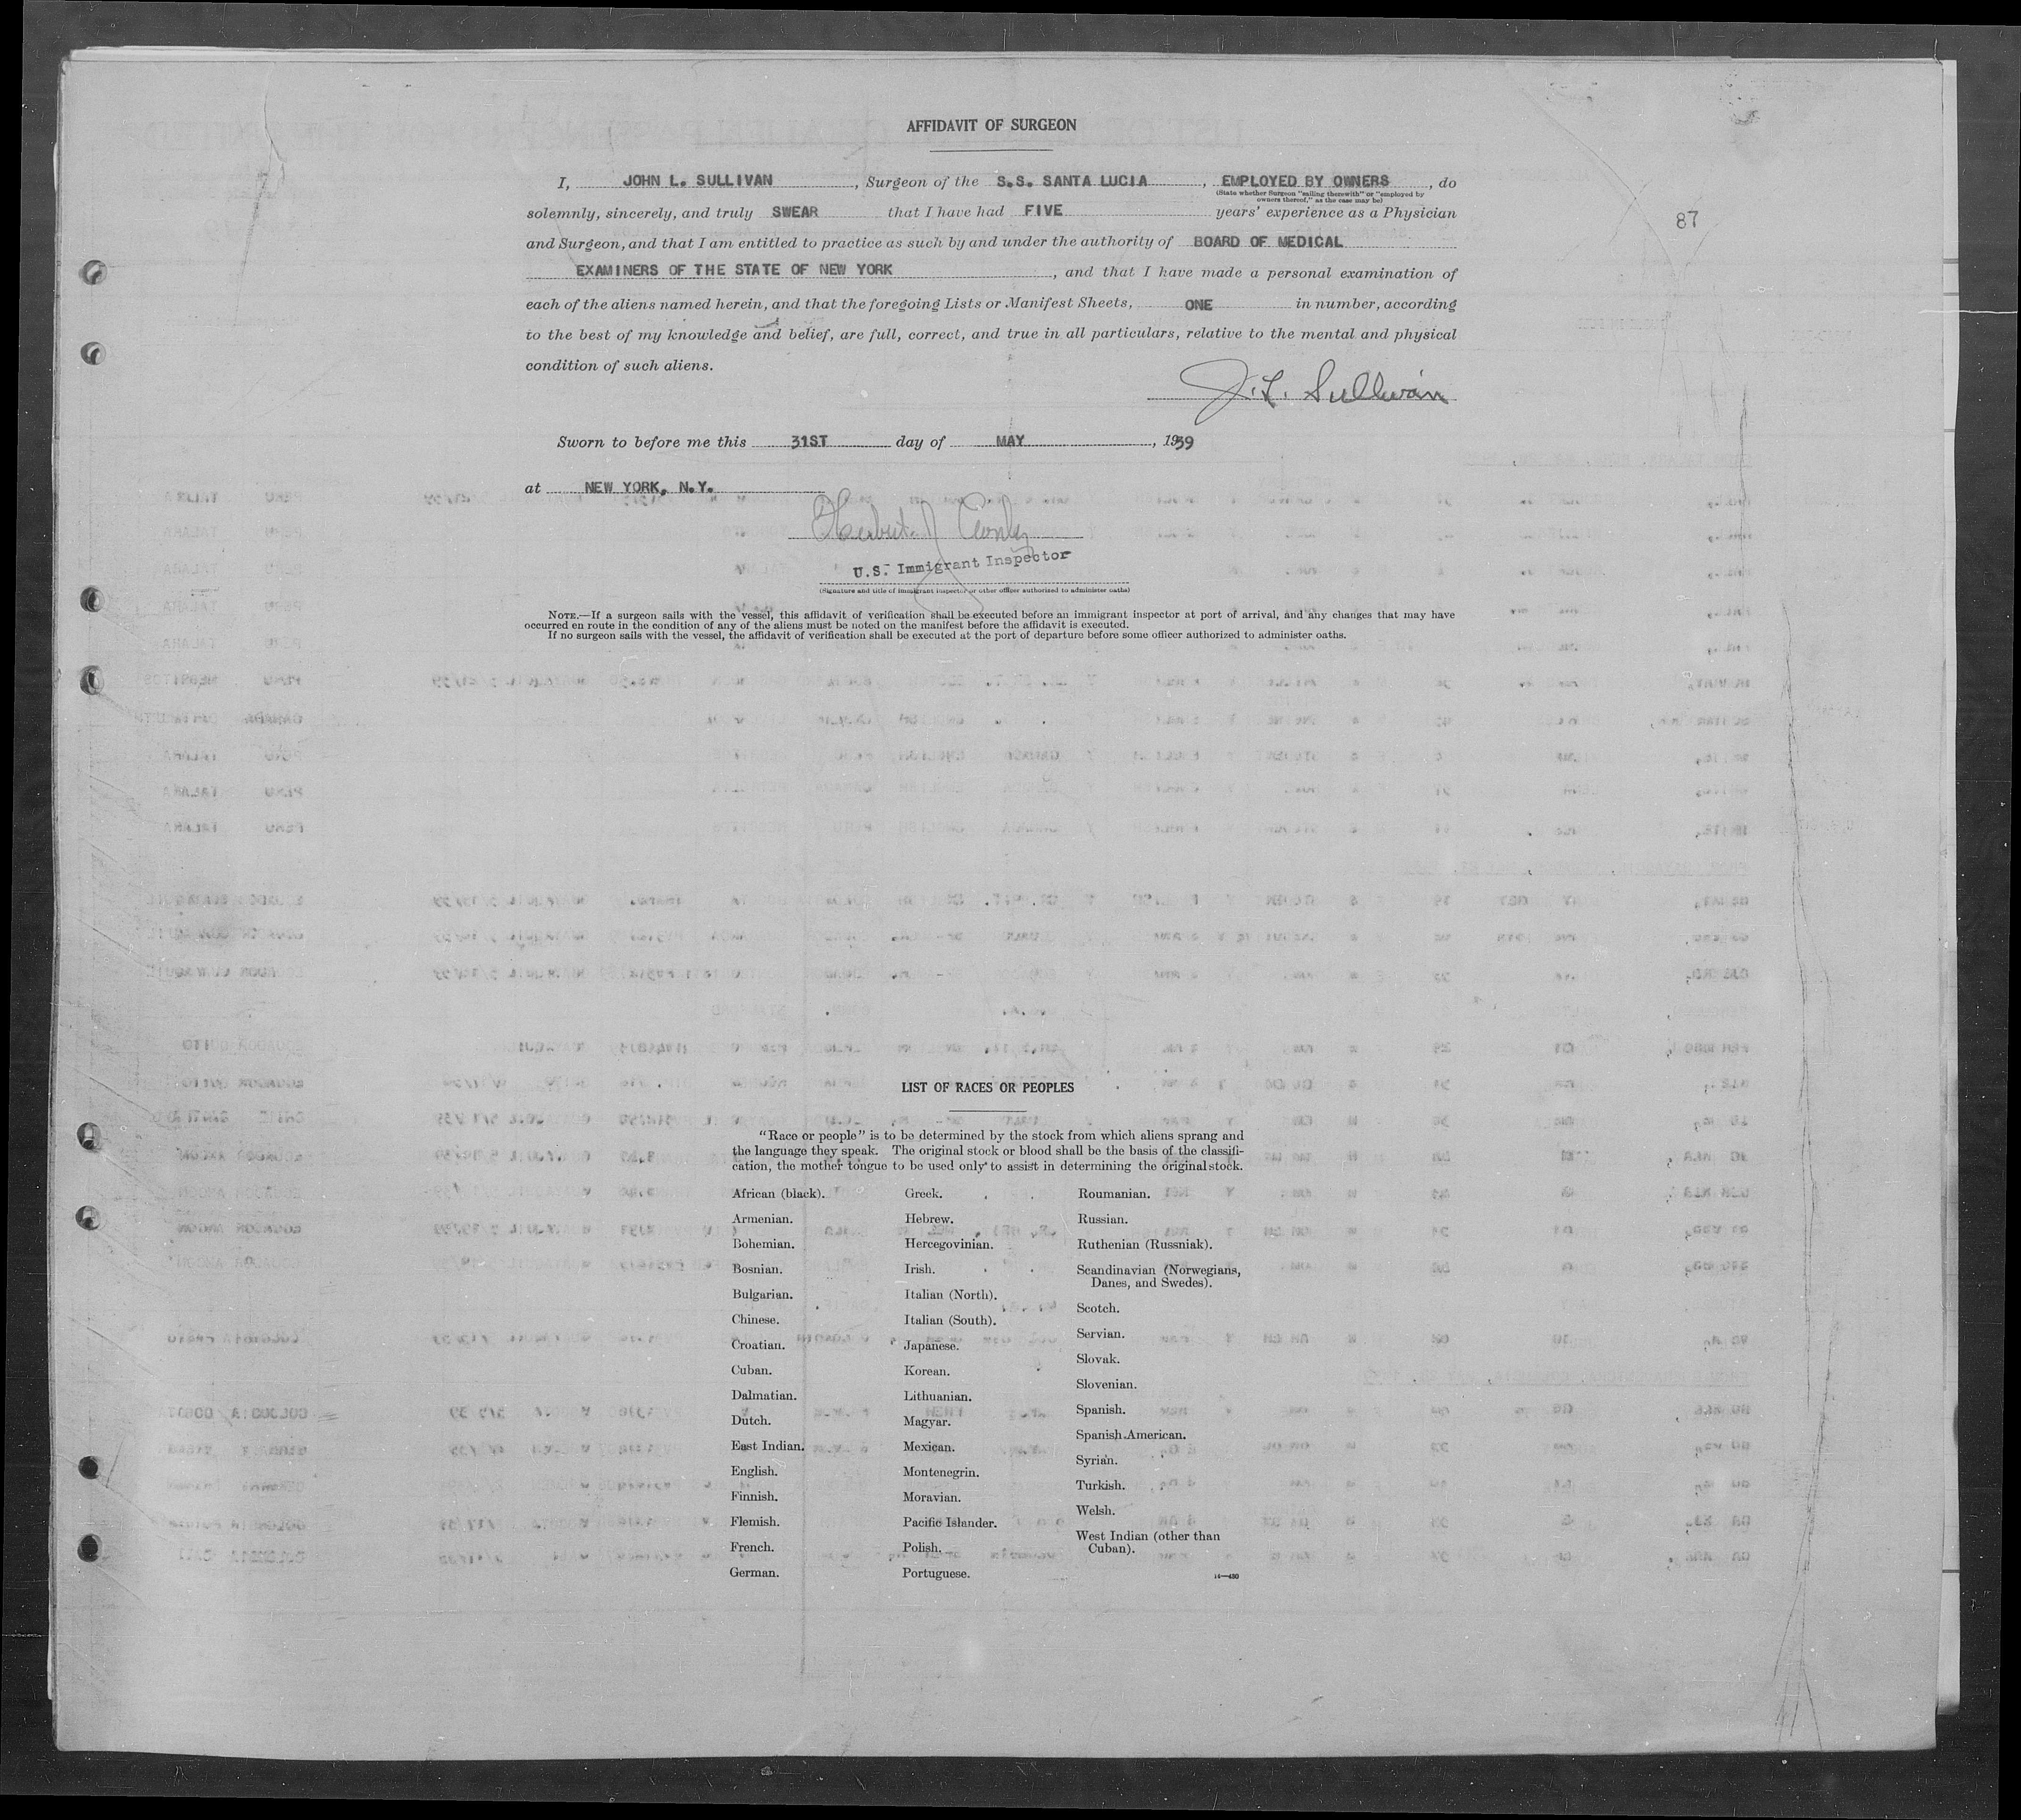 AFFIDAVIT OF SURGEON
I, JOHN L. SULLIVAN, Surgeon of the S.S. SANTA LUCIA, EMPLOYED BY OWNERS, do
(State whether Surgeon "sailing therewith" or "employed by
owners thereof," as the case may be)
solemnly, sincerely, and truly SWEAR that I have had FIVE years' experience as a Physician
87
and Surgeon, and that I am entitled to practice as such by and under the authority of BOARD OF MEDICAL
EXAMINERS OF THE STATE OF NEW YORK, and that I have made a personal examination of
each of the aliens named herein, and that the foregoing Lists or Manifest Sheets, ONE in number, according
to the best of my knowledge and belief, are full, correct, and true in all particulars, relative to the mental and physical
condition of such aliens.
J. L. Sullivan
Sworn to before me this 31ST day of MAY, 1939
at NEW YORK, N.Y.
U.S. Immigrant Inspector
(Signature and title of immigrant inspector or other officer authorized to administer oaths)
NOTE.—If a surgeon sails with the vessel, this affidavit of verification shall be executed before an immigrant inspector at port of arrival, and any changes that may have
occurred en route in the condition of any of the aliens must be noted on the manifest before the affidavit is executed.
If no surgeon sails with the vessel, the affidavit of verification shall be executed at the port of departure before some officer authorized to administer oaths.
LIST OF RACES OR PEOPLES
"Race or people" is to be determined by the stock from which aliens sprang and
the language they speak. The original stock or blood shall be the basis of the classifi-
cation, the mother tongue to be used only to assist in determining the original stock.
African (black).
Armenian.
Bohemian.
Bosnian.
Bulgarian.
Chinese.
Croatian.
Cuban.
Dalmatian.
Dutch.
East Indian.
English.
Finnish.
Flemish.
French.
German.
Greek.
Hebrew.
Hercegovinian.
Irish.
Italian (North).
Italian (South).
Japanese.
Korean.
Lithuanian.
Magyar.
Mexican.
Montenegrin.
Moravian.
Pacific Islander.
Polish.
Portuguese.
Roumanian.
Russian.
Ruthenian (Russniak).
Scandinavian (Norwegians,
Danes, and Swedes).
Scotch.
Servian.
Slovak.
Slovenian.
Spanish.
Spanish American.
Syrian.
Turkish.
Welsh.
West Indian (other than
Cuban).
14—430